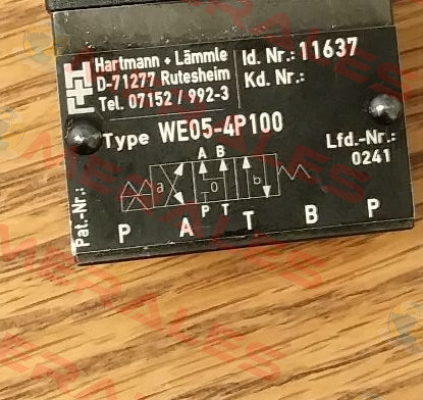 Hartmann + Lämmle
D-71277 Rutesheim
Tel. 07152 / 992-3
Id. Nr.: 11637
Kd. Nr.:
Type WE05-4P100
Lfd.-Nr.:
0241
A B
a 0 b
P T
Pat.-Nr.:
P A T B P